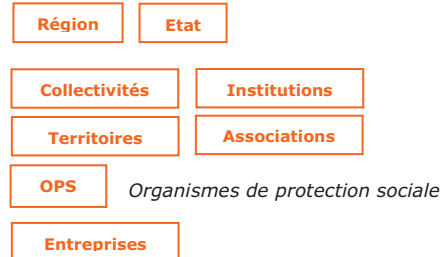 Région Etat
Collectivités Institutions
Territoires Associations
OPS Organismes de protection sociale
Entreprises